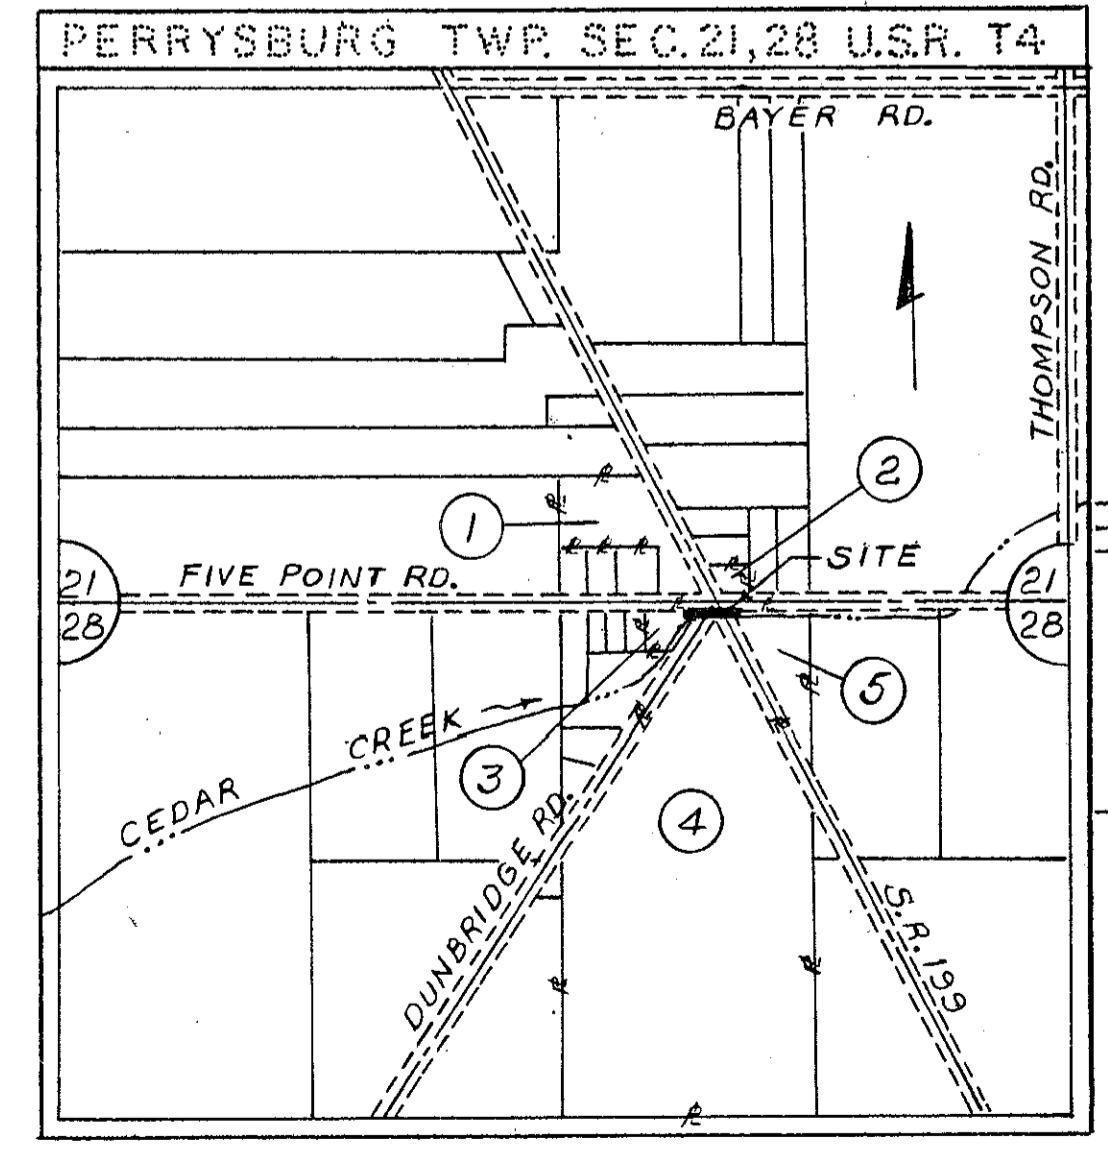 PERRYSBURG TWP. SEC. 21, 28 U.S.R. T4
BAYER RD.
THOMPSON RD.
2
1
SITE
21
28
FIVE POINT RD.
21
28
5
CEDAR CREEK
3
4
DUNBRIDGE RD.
S.R. 199